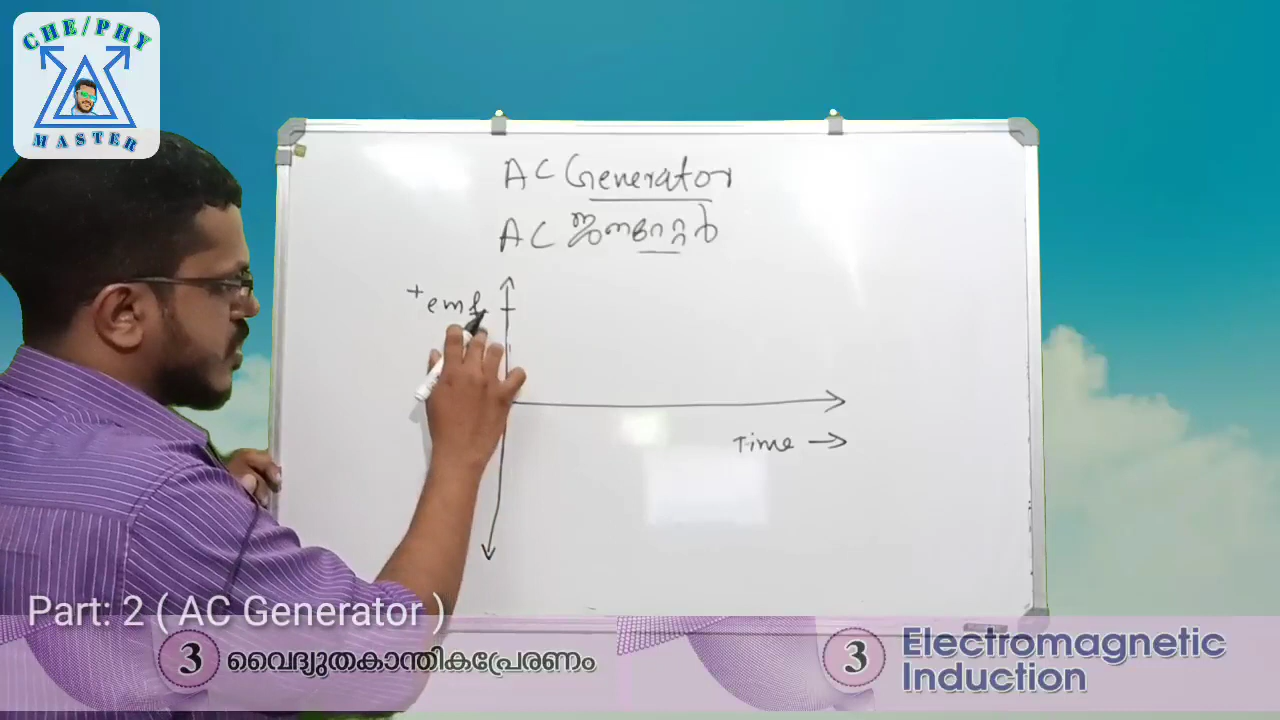 CHE/PHY
MASTER
AC Generator
AC ജനറേറ്റർ
+emf
Time →
Part: 2 ( AC Generator )
3 വൈദ്യുതകാന്തികപ്രേരണം
3 Electromagnetic
Induction